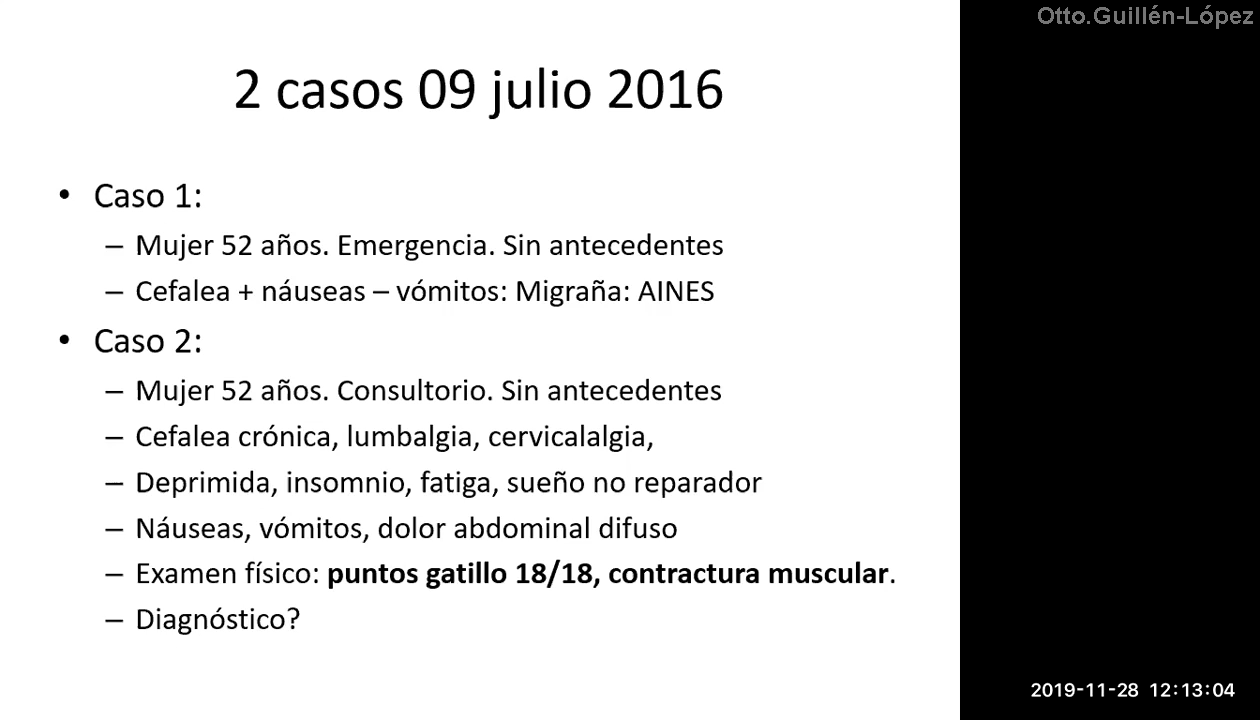 Otto.Guillén-López
2 casos 09 julio 2016
• Caso 1:
– Mujer 52 años. Emergencia. Sin antecedentes
– Cefalea + náuseas – vómitos: Migraña: AINES
• Caso 2:
– Mujer 52 años. Consultorio. Sin antecedentes
– Cefalea crónica, lumbalgia, cervicalalgia,
– Deprimida, insomnio, fatiga, sueño no reparador
– Náuseas, vómitos, dolor abdominal difuso
– Examen físico: puntos gatillo 18/18, contractura muscular.
– Diagnóstico?
2019-11-28 12:13:04